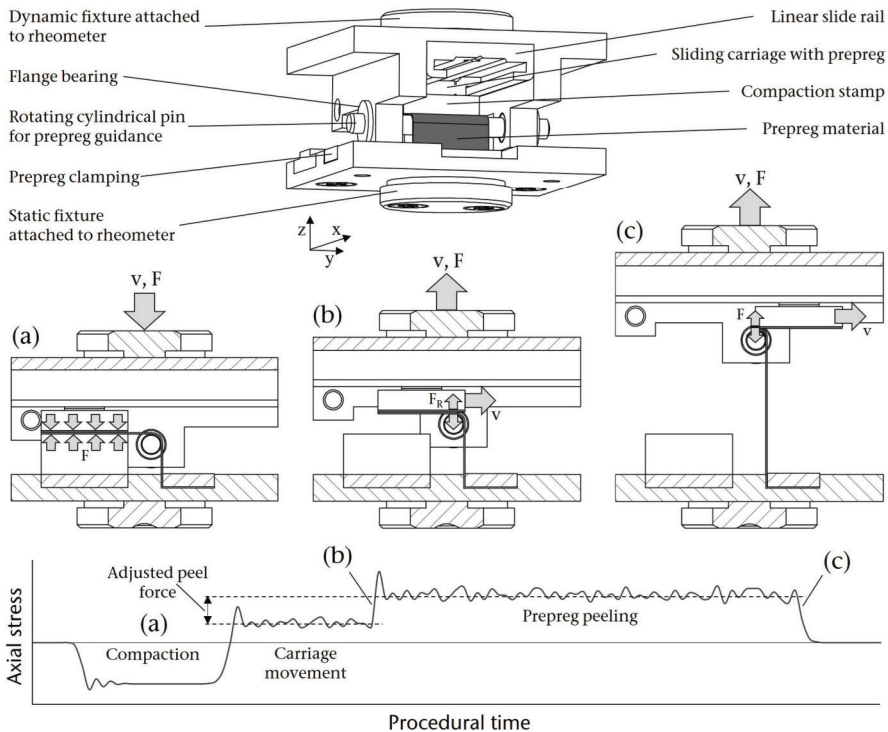 Dynamic fixture attached
to rheometer
Flange bearing
Rotating cylindrical pin
for prepreg guidance
Prepreg clamping
Static fixture
attached to rheometer
Linear slide rail
Sliding carriage with prepreg
Compaction stamp
Prepreg material
z
x
y
(a)
v, F
F
(b)
v, F
F_R
v
(c)
v, F
F
v
Axial stress
Adjusted peel
force
(a)
Compaction
Carriage
movement
(b)
Prepreg peeling
(c)
Procedural time